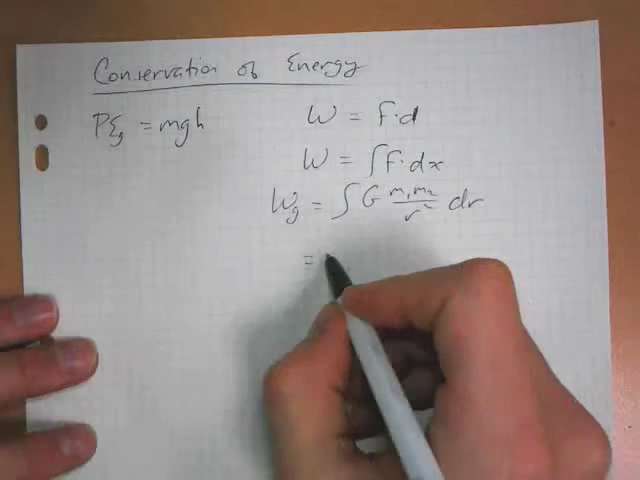 Conservation of Energy
PEg = mgh
W = F·d
W = ∫F·dx
Wg = ∫G m₁m₂/r² dr
=